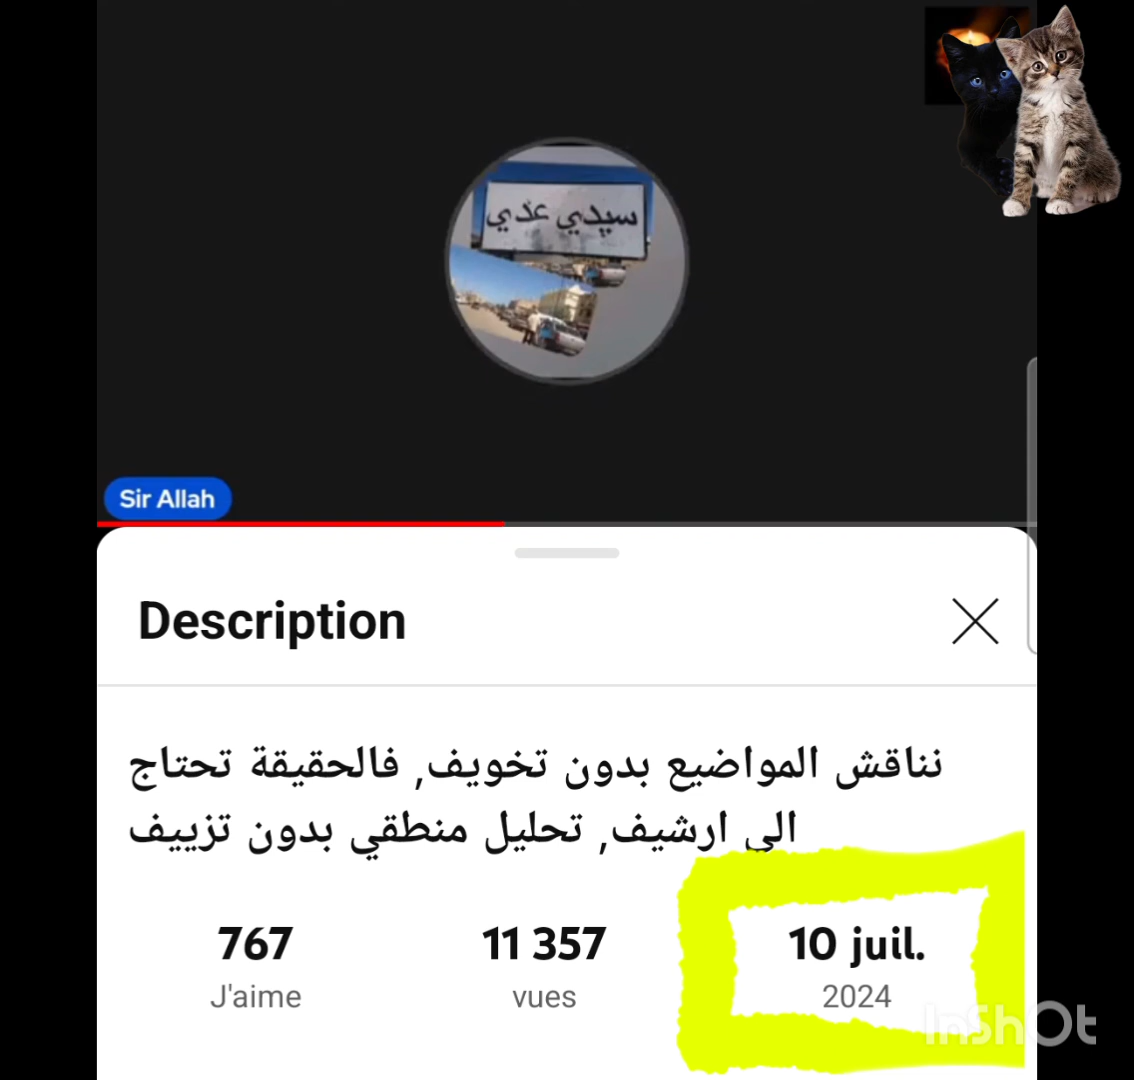 سيدي عدي
Sir Allah
Description
نناقش المواضيع بدون تخويف, فالحقيقة تحتاج
الى ارشيف, تحليل منطقي بدون تزييف
767
11 357
10 juil.
J'aime
vues
2024
InShOt